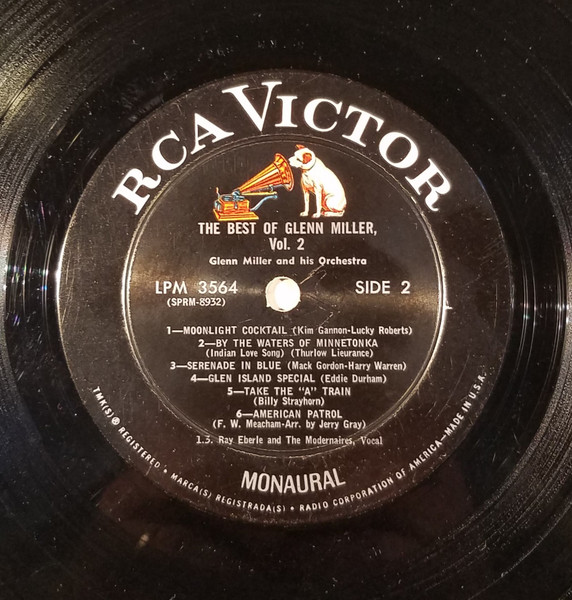 RCA VICTOR
THE BEST OF GLENN MILLER,
Vol. 2
Glenn Miller and his Orchestra
LPM 3564
(SPRM-8932)
SIDE 2
1—MOONLIGHT COCKTAIL (Kim Gannon-Lucky Roberts)
2—BY THE WATERS OF MINNETONKA
(Indian Love Song) (Thurlow Lieurance)
3—SERENADE IN BLUE (Mack Gordon-Harry Warren)
4—GLEN ISLAND SPECIAL (Eddie Durham)
5—TAKE THE "A" TRAIN
(Billy Strayhorn)
6—AMERICAN PATROL
(F. W. Meacham-Arr. by Jerry Gray)
1.3. Ray Eberle and The Modernaires, Vocal
MONAURAL
TMK(S) ® REGISTERED • MARCA(S) REGISTRADA(S) • RADIO CORPORATION OF AMERICA—MADE IN U.S.A.